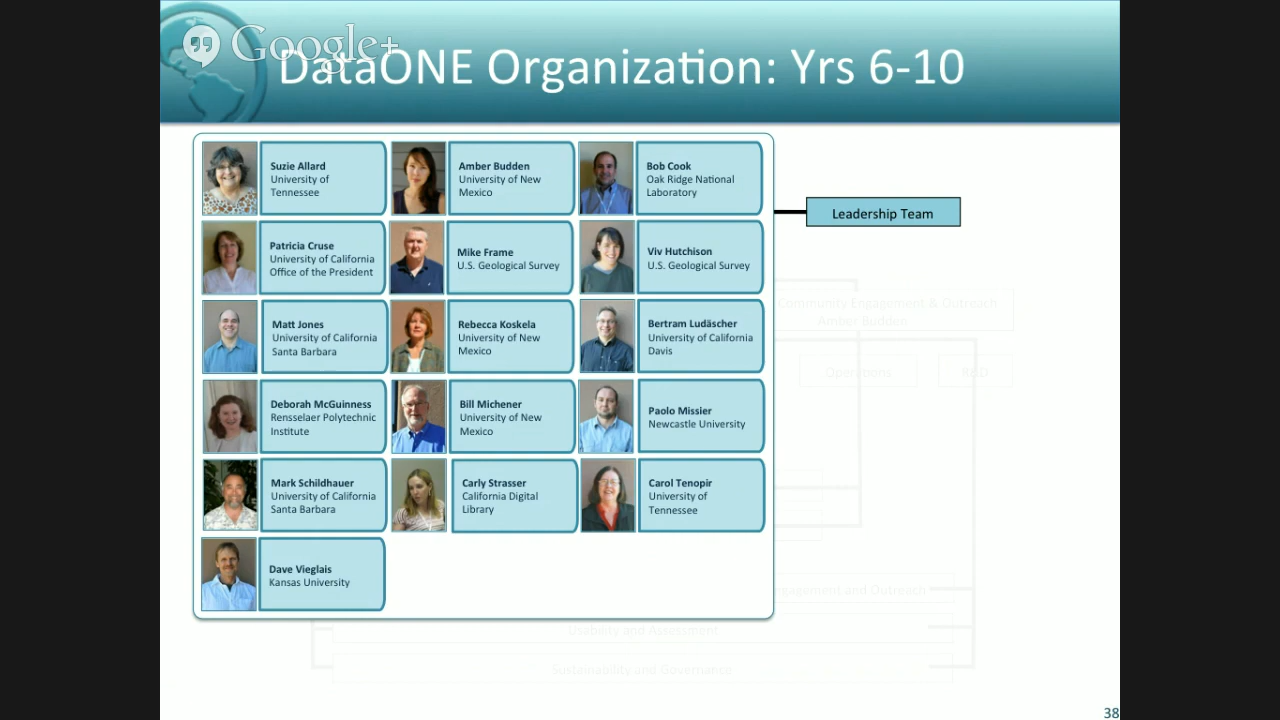 Google+
DataONE Organization: Yrs 6-10
Suzie Allard
University of
Tennessee
Amber Budden
University of New
Mexico
Bob Cook
Oak Ridge National
Laboratory
Leadership Team
Patricia Cruse
University of California
Office of the President
Mike Frame
U.S. Geological Survey
Viv Hutchison
U.S. Geological Survey
Community Engagement & Outreach
Amber Budden
Matt Jones
University of California
Santa Barbara
Rebecca Koskela
University of New
Mexico
Bertram Ludäscher
University of California
Davis
Operations
R&D
Deborah McGuinness
Rensselaer Polytechnic
Institute
Bill Michener
University of New
Mexico
Paolo Missier
Newcastle University
Mark Schildhauer
University of California
Santa Barbara
Carly Strasser
California Digital
Library
Carol Tenopir
University of
Tennessee
Dave Vieglais
Kansas University
and Outreach
Usability and Assessment
Sustainability and Governance
38